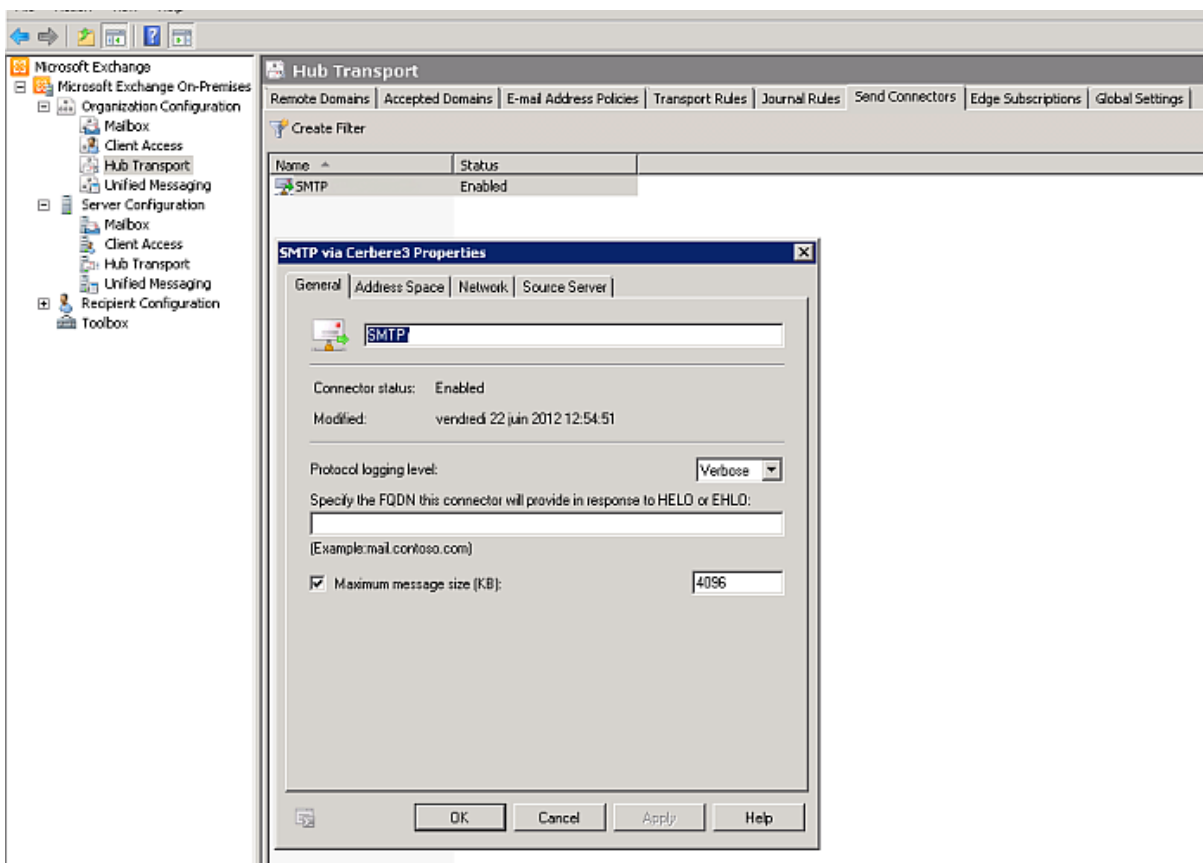 Microsoft Exchange
Microsoft Exchange On-Premises
Organization Configuration
Mailbox
Client Access
Hub Transport
Unified Messaging
Server Configuration
Mailbox
Client Access
Hub Transport
Unified Messaging
Recipient Configuration
Toolbox
Hub Transport
Remote Domains Accepted Domains E-mail Address Policies Transport Rules Journal Rules Send Connectors Edge Subscriptions Global Settings
Create Filter
Name Status
SMTP Enabled
SMTP via Cerbere3 Properties
General Address Space Network Source Server
SMTP
Connector status: Enabled
Modified: vendredi 22 juin 2012 12:54:51
Protocol logging level: Verbose
Specify the FQDN this connector will provide in response to HELO or EHLO:
(Example:mail.contoso.com)
Maximum message size (KB): 4096
OK Cancel Apply Help